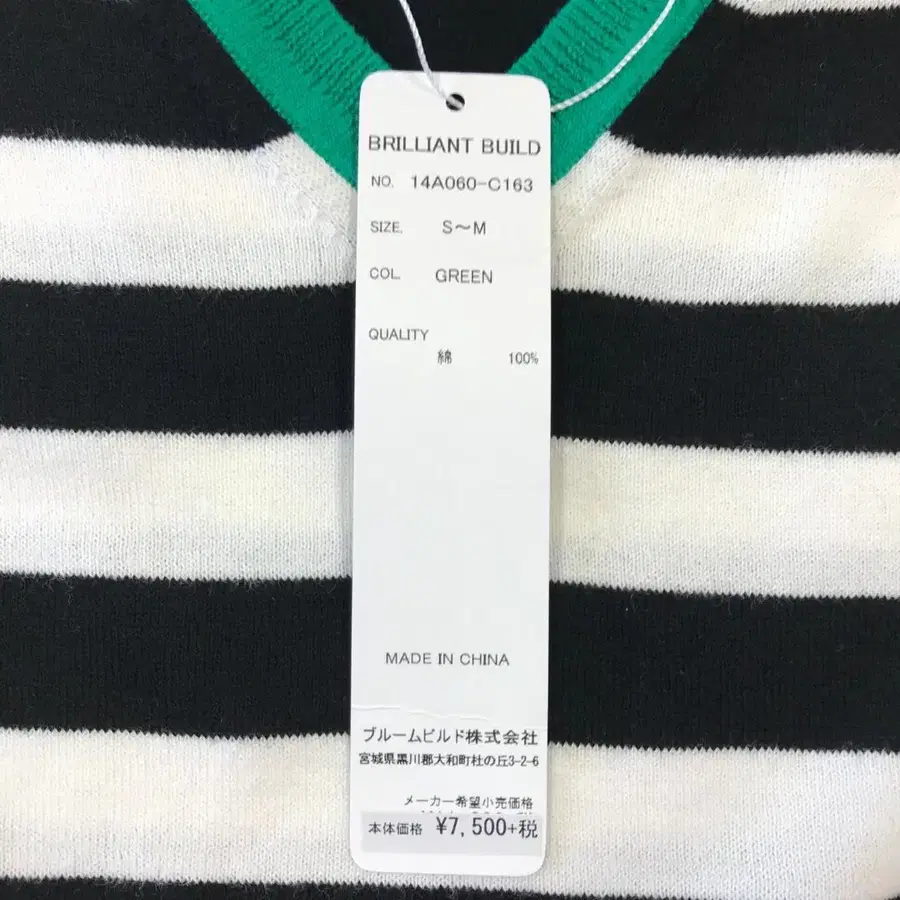 BRILLIANT BUILD
NO. 14A060-C163
SIZE. S～M
COL. GREEN
QUALITY
綿 100%
MADE IN CHINA
ブルームビルド株式会社
宮城県黒川郡大和町杜の丘3-2-6
メーカー希望小売価格
本体価格 ¥7,500+税